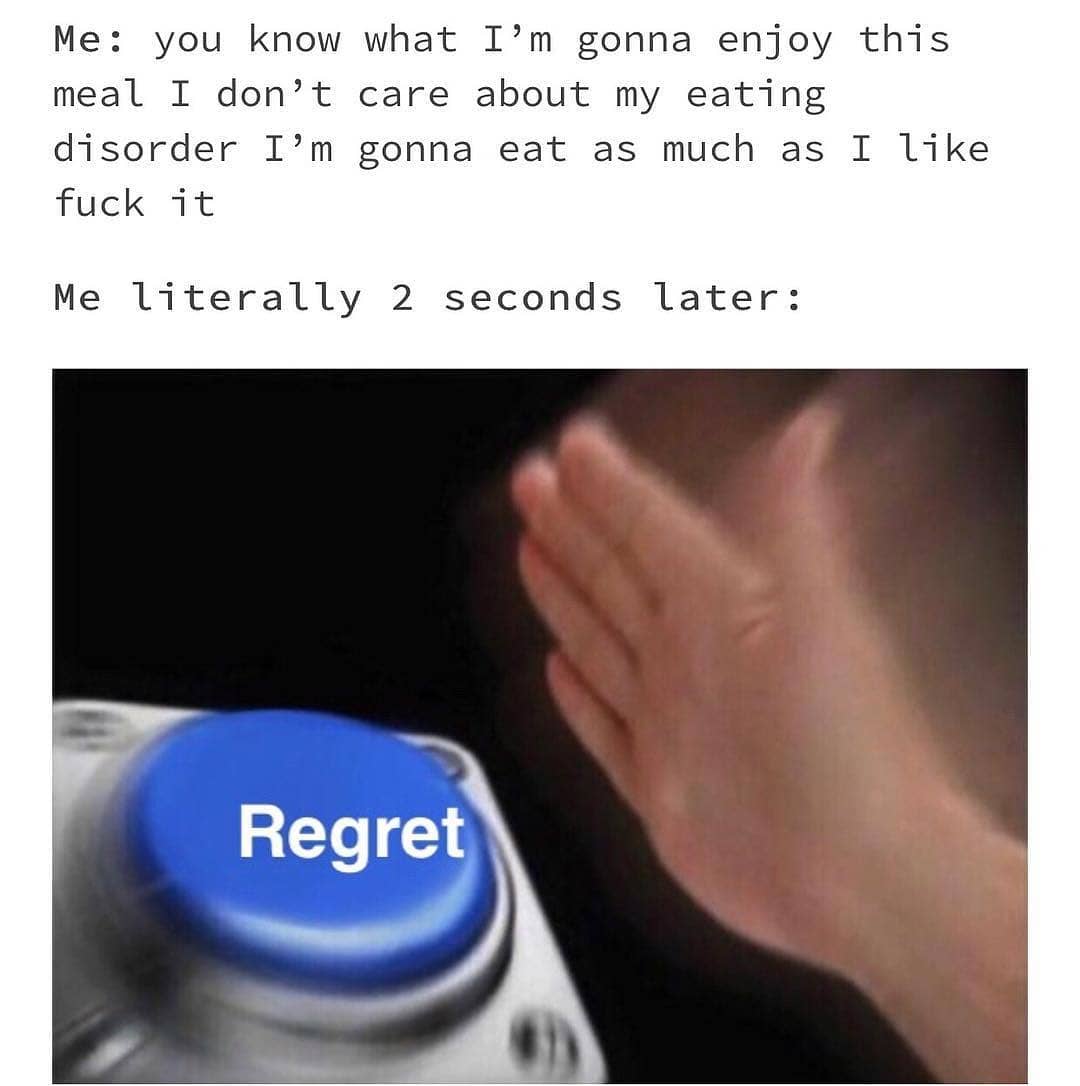 Me: you know what I’m gonna enjoy this
meal I don’t care about my eating
disorder I’m gonna eat as much as I like
fuck it
Me literally 2 seconds later:
Regret